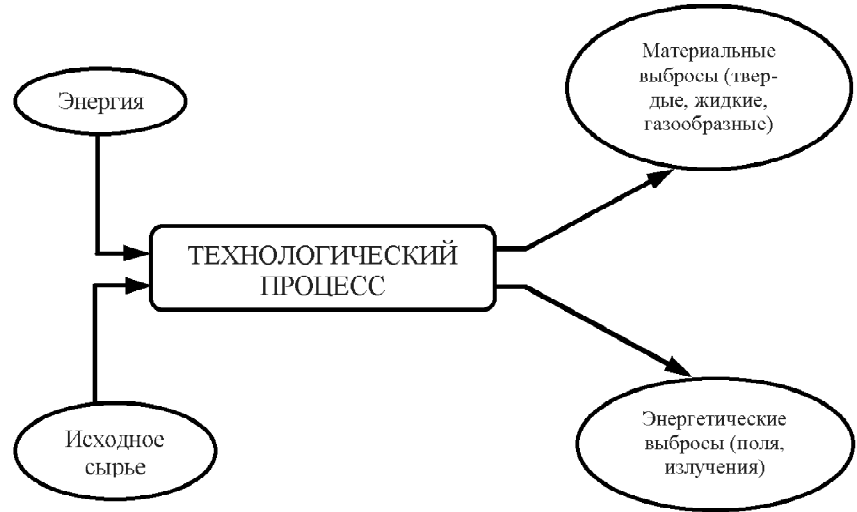 Энергия
Материальные
выбросы (твер-
дые, жидкие,
газообразные)
ТЕХНОЛОГИЧЕСКИЙ
ПРОЦЕСС
Исходное
сырье
Энергетические
выбросы (поля,
излучения)